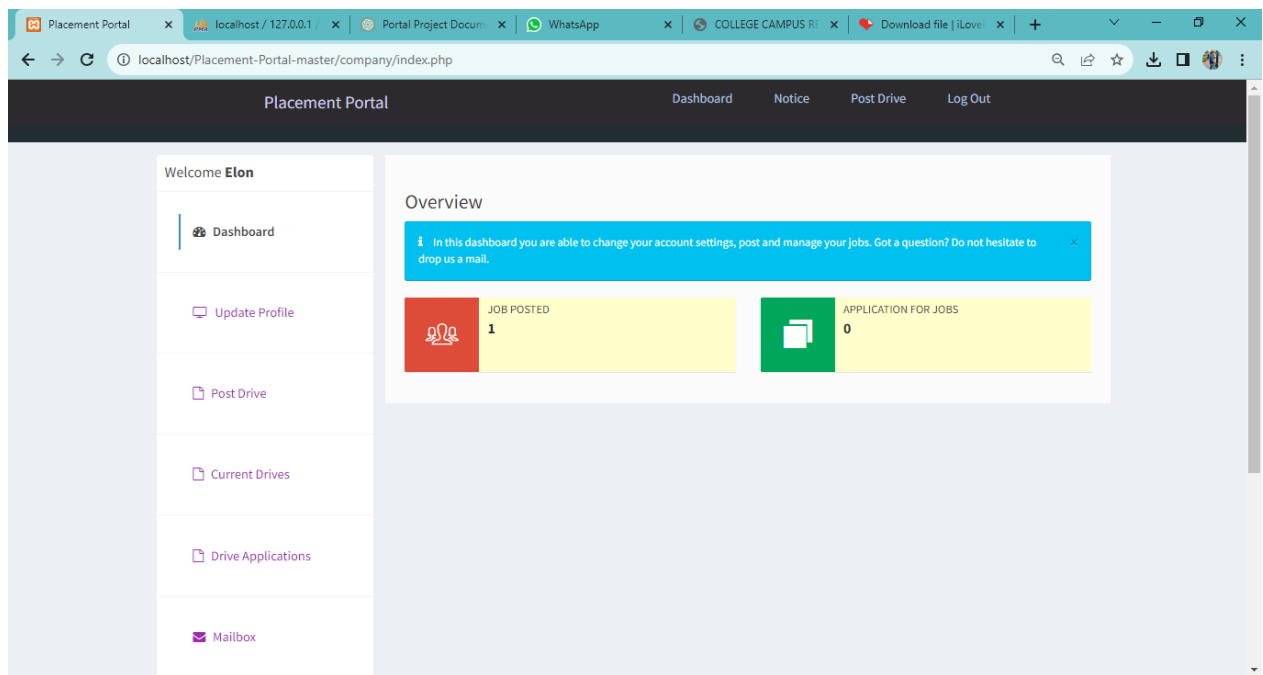 Placement Portal
localhost / 127.0.0.1 /
Portal Project Docum
WhatsApp
COLLEGE CAMPUS RE
Download file | iLove
localhost/Placement-Portal-master/company/index.php
Placement Portal
Dashboard
Notice
Post Drive
Log Out
Welcome Elon
Dashboard
Update Profile
Post Drive
Current Drives
Drive Applications
Mailbox
Overview
In this dashboard you are able to change your account settings, post and manage your jobs. Got a question? Do not hesitate to
drop us a mail.
JOB POSTED
1
APPLICATION FOR JOBS
0